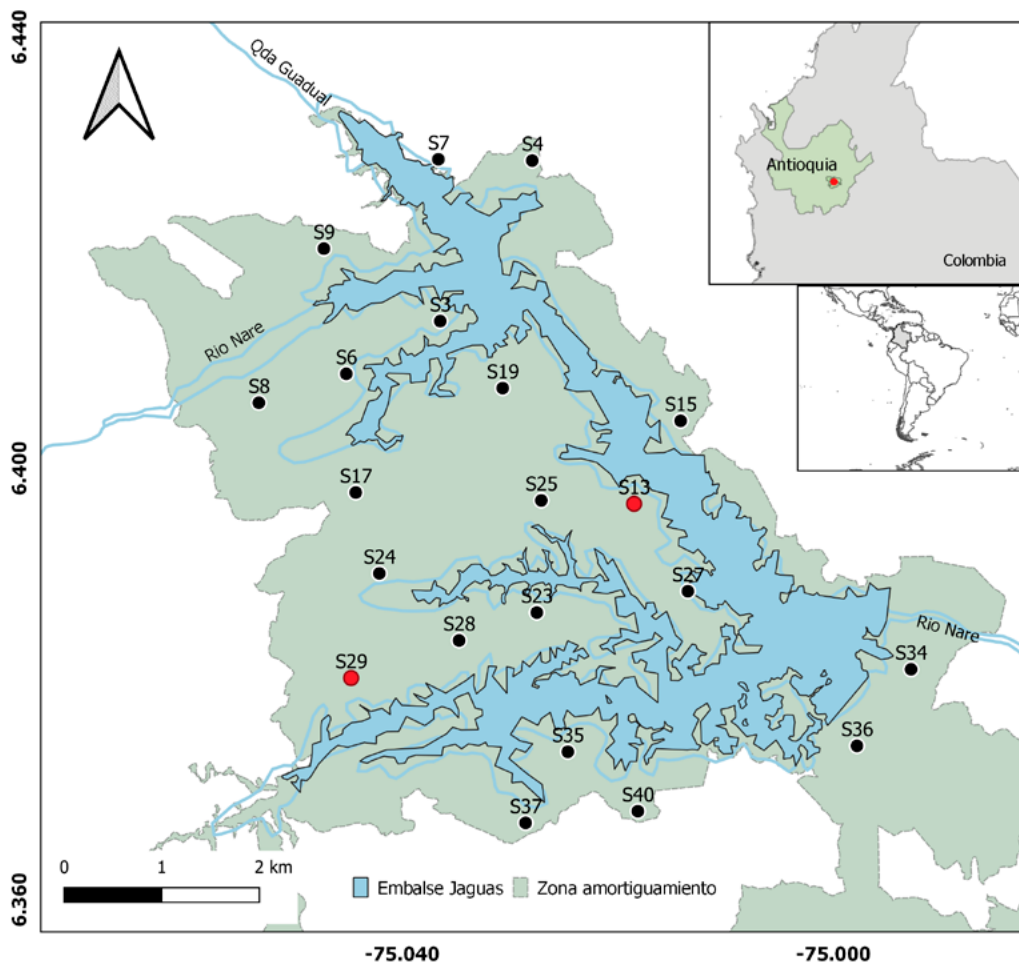 6.440
Qda Guadual
Antioquia
Colombia
S7
S4
S9
Rio Nare
S3
S6
S8
S19
S15
6.400
S17
S25
S13
S24
S23
S27
S28
Rio Nare
S29
S34
S36
S35
S37
S40
0 1 2 km
Embalse Jaguas
Zona amortiguamiento
6.360
-75.040
-75.000